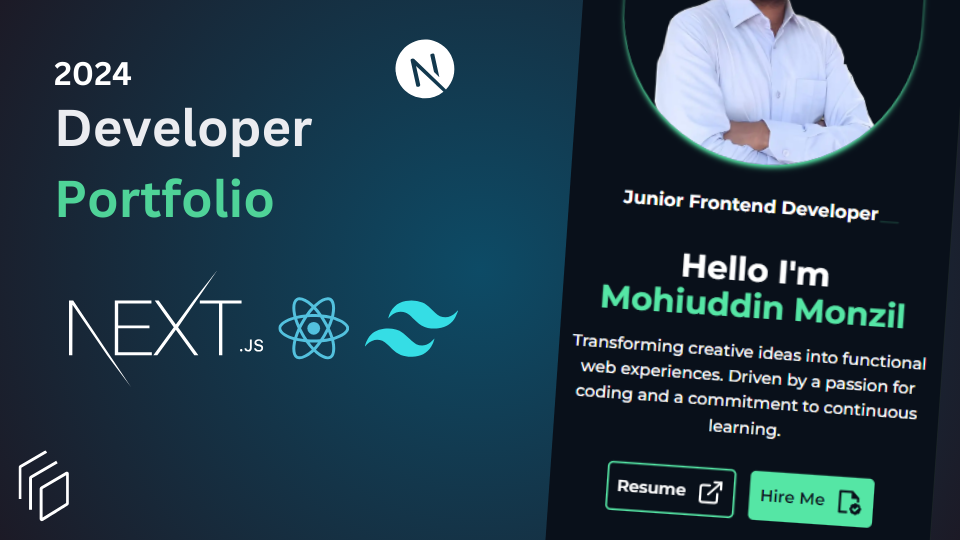 2024
Developer
Portfolio
NEXT.JS
Junior Frontend Developer_
Hello I'm
Mohiuddin Monzil
Transforming creative ideas into functional
web experiences. Driven by a passion for
coding and a commitment to continuous
learning.
Resume
Hire Me